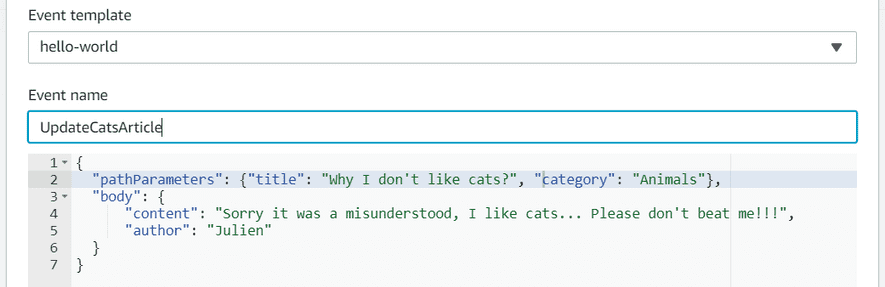 Event template
hello-world
Event name
UpdateCatsArticle
1 {
2 "pathParameters": {"title": "Why I don't like cats?", "category": "Animals"},
3 "body": {
4 "content": "Sorry it was a misunderstood, I like cats... Please don't beat me!!!",
5 "author": "Julien"
6 }
7 }